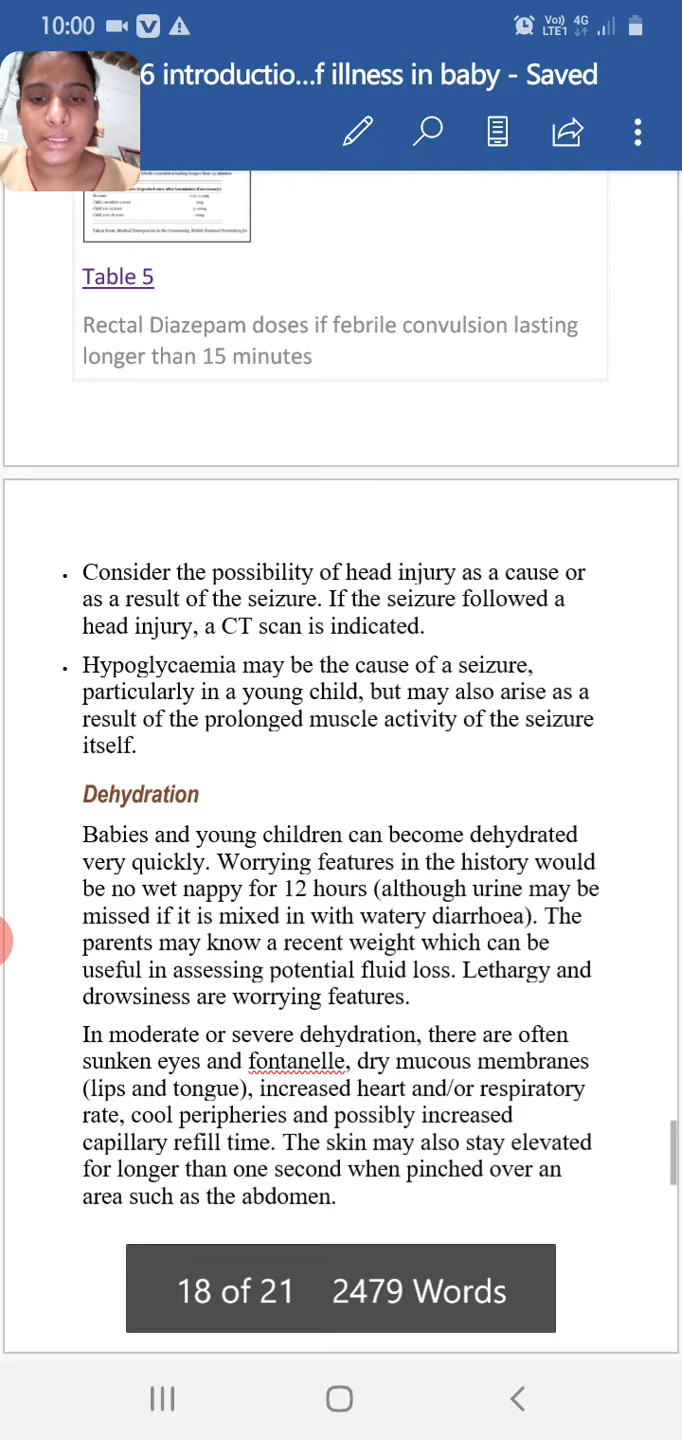 10:00
Vo) 4G
LTE1
6 introductio...f illness in baby - Saved
Table 5
Rectal Diazepam doses if febrile convulsion lasting
longer than 15 minutes
• Consider the possibility of head injury as a cause or
as a result of the seizure. If the seizure followed a
head injury, a CT scan is indicated.
• Hypoglycaemia may be the cause of a seizure,
particularly in a young child, but may also arise as a
result of the prolonged muscle activity of the seizure
itself.
Dehydration
Babies and young children can become dehydrated
very quickly. Worrying features in the history would
be no wet nappy for 12 hours (although urine may be
missed if it is mixed in with watery diarrhoea). The
parents may know a recent weight which can be
useful in assessing potential fluid loss. Lethargy and
drowsiness are worrying features.
In moderate or severe dehydration, there are often
sunken eyes and fontanelle, dry mucous membranes
(lips and tongue), increased heart and/or respiratory
rate, cool peripheries and possibly increased
capillary refill time. The skin may also stay elevated
for longer than one second when pinched over an
area such as the abdomen.
18 of 21 2479 Words